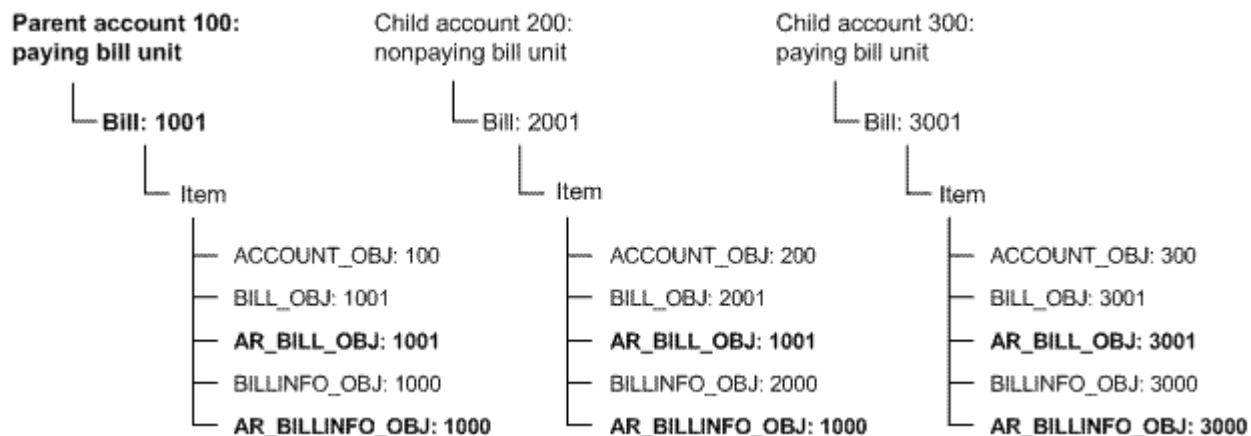 Parent account 100:
paying bill unit
Bill: 1001
Item
ACCOUNT_OBJ: 100
BILL_OBJ: 1001
AR_BILL_OBJ: 1001
BILLINFO_OBJ: 1000
AR_BILLINFO_OBJ: 1000
Child account 200:
nonpaying bill unit
Bill: 2001
Item
ACCOUNT_OBJ: 200
BILL_OBJ: 2001
AR_BILL_OBJ: 1001
BILLINFO_OBJ: 2000
AR_BILLINFO_OBJ: 1000
Child account 300:
paying bill unit
Bill: 3001
Item
ACCOUNT_OBJ: 300
BILL_OBJ: 3001
AR_BILL_OBJ: 3001
BILLINFO_OBJ: 3000
AR_BILLINFO_OBJ: 3000